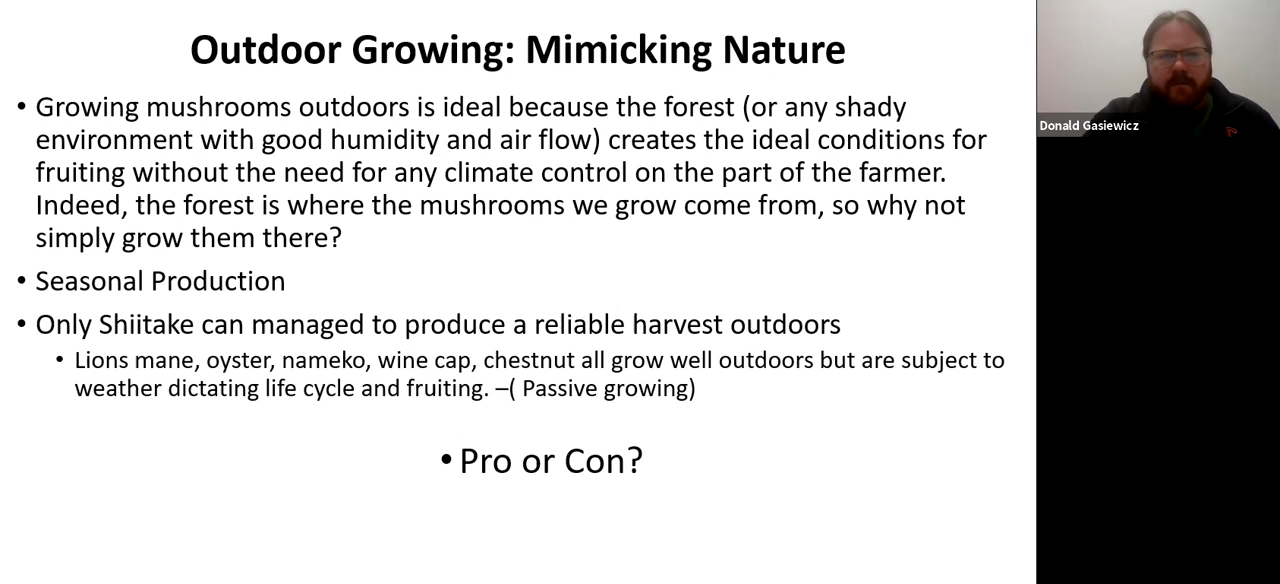 Outdoor Growing: Mimicking Nature
• Growing mushrooms outdoors is ideal because the forest (or any shady
environment with good humidity and air flow) creates the ideal conditions for
fruiting without the need for any climate control on the part of the farmer.
Indeed, the forest is where the mushrooms we grow come from, so why not
simply grow them there?
• Seasonal Production
• Only Shiitake can managed to produce a reliable harvest outdoors
• Lions mane, oyster, nameko, wine cap, chestnut all grow well outdoors but are subject to
weather dictating life cycle and fruiting. –( Passive growing)
• Pro or Con?
Donald Gasiewicz